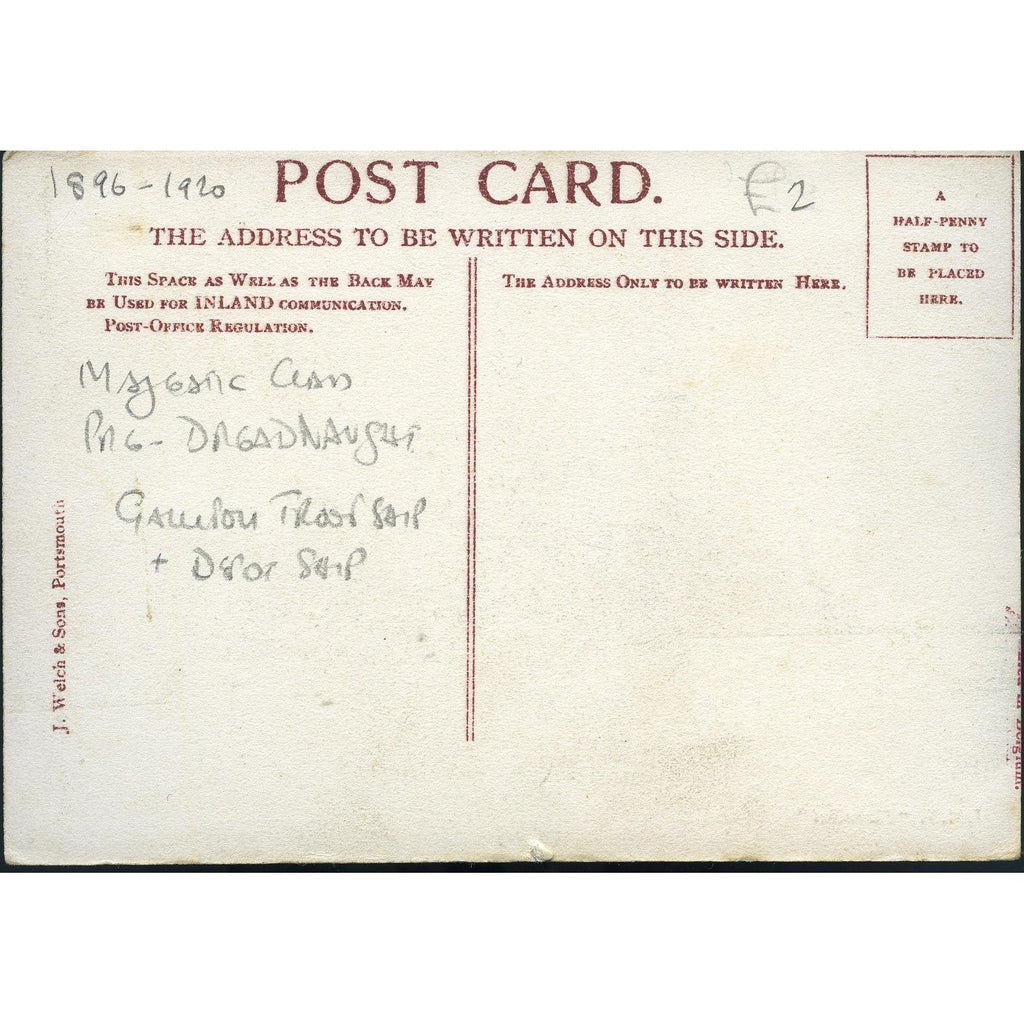 1896-1920
POST CARD.
£2
THE ADDRESS TO BE WRITTEN ON THIS SIDE.
A
HALF-PENNY
STAMP TO
BE PLACED
HERE.
THIS SPACE AS WELL AS THE BACK MAY
BE USED FOR INLAND COMMUNICATION.
POST-OFFICE REGULATION.
THE ADDRESS ONLY TO BE WRITTEN HERE.
MAJESTIC CLASS
PRE-DREADNAUGHT
GALLIPOLI TROOP SHIP
+ DEPOT SHIP
J. Welch & Sons, Portsmouth
in Belgium.